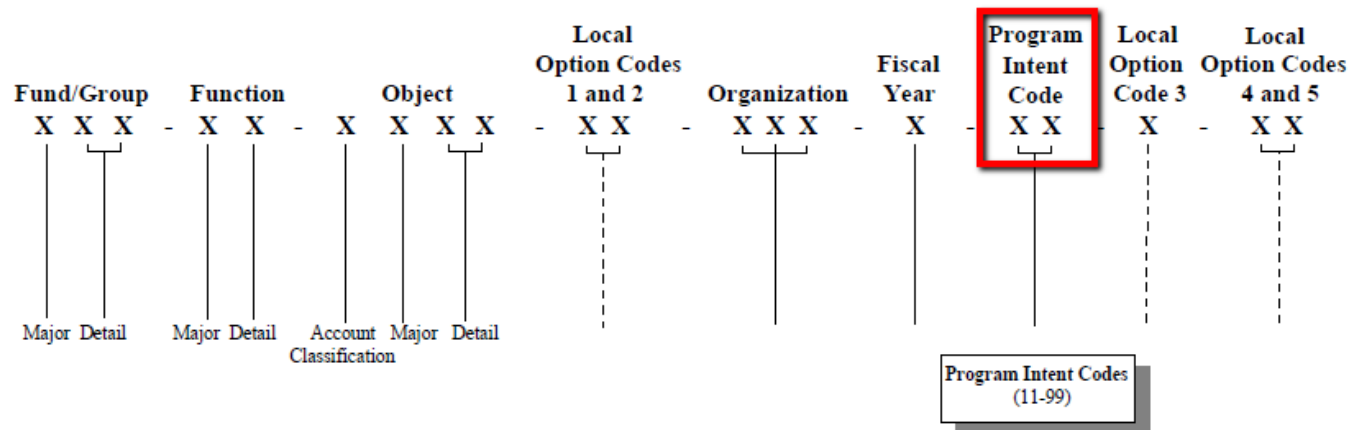 Local Program Local Local
Option Codes Fiscal Intent Option Option Codes
Fund/Group Function Object 1 and 2 Organization Year Code Code 3 4 and 5
X X X - X X - X X X X - X X - X X X - X - X X - X - X X
Major Detail Major Detail Account Major Detail
Classification
Program Intent Codes
(11-99)